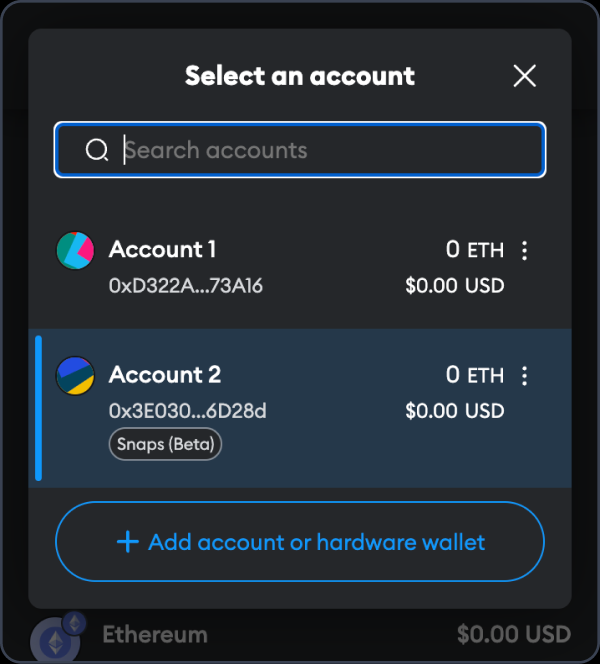 Select an account
Search accounts
Account 1 0 ETH
0xD322A...73A16 $0.00 USD
Account 2 0 ETH
0x3E030...6D28d $0.00 USD
Snaps (Beta)
+ Add account or hardware wallet
Ethereum $0.00 USD